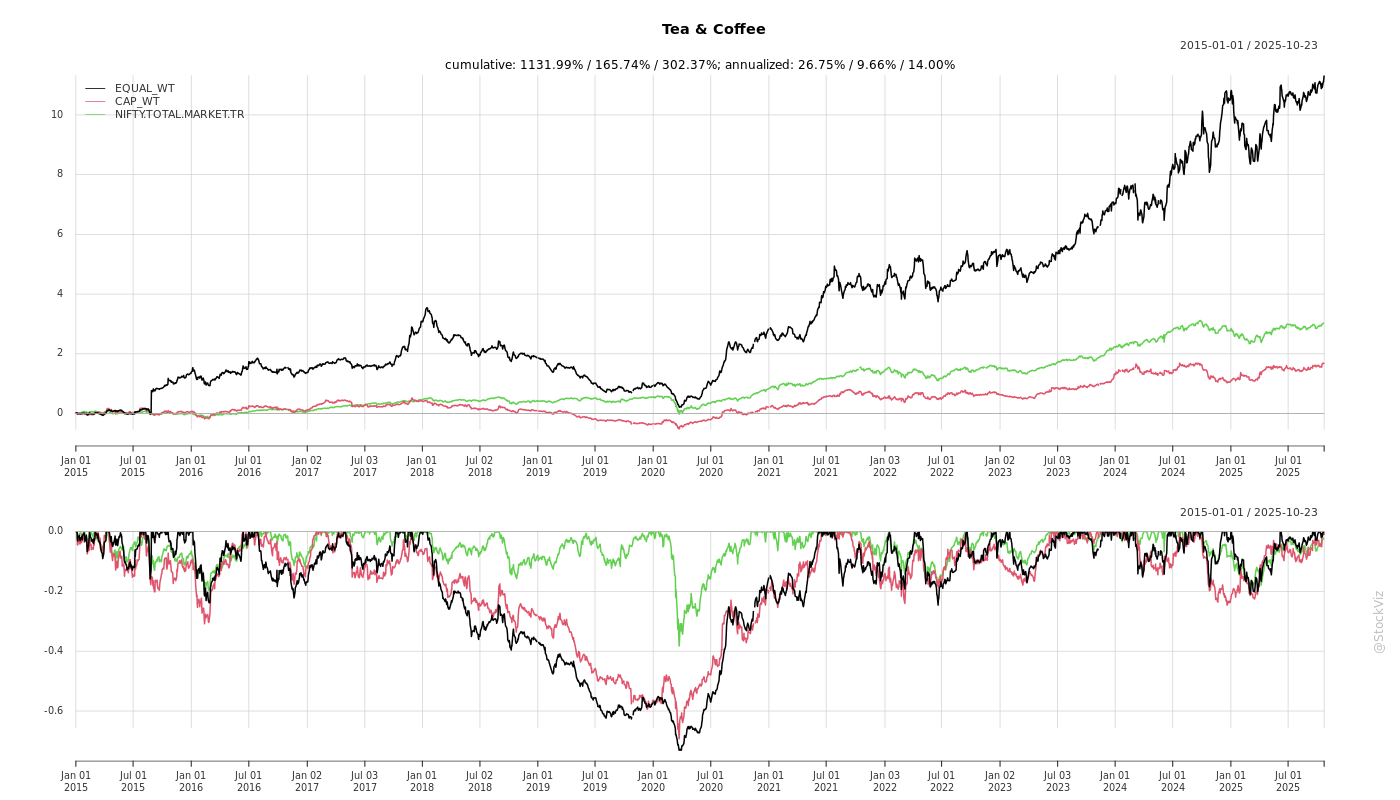 Tea & Coffee
2015-01-01 / 2025-10-23
cumulative: 1131.99% / 165.74% / 302.37%; annualized: 26.75% / 9.66% / 14.00%
EQUAL_WT
CAP_WT
NIFTY.TOTAL.MARKET.TR
10
8
6
4
2
0
Jan 01 Jul 01 Jan 01 Jul 01 Jan 02 Jul 03 Jan 01 Jul 02 Jan 01 Jul 01 Jan 01 Jul 01 Jan 01 Jul 01 Jan 03 Jul 01 Jan 02 Jul 03 Jan 01 Jul 01 Jan 01 Jul 01
2015 2015 2016 2016 2017 2017 2018 2018 2019 2019 2020 2020 2021 2021 2022 2022 2023 2023 2024 2024 2025 2025
2015-01-01 / 2025-10-23
0.0
-0.2
-0.4
-0.6
Jan 01 Jul 01 Jan 01 Jul 01 Jan 02 Jul 03 Jan 01 Jul 02 Jan 01 Jul 01 Jan 01 Jul 01 Jan 01 Jul 01 Jan 03 Jul 01 Jan 02 Jul 03 Jan 01 Jul 01 Jan 01 Jul 01
2015 2015 2016 2016 2017 2017 2018 2018 2019 2019 2020 2020 2021 2021 2022 2022 2023 2023 2024 2024 2025 2025
@StockViz